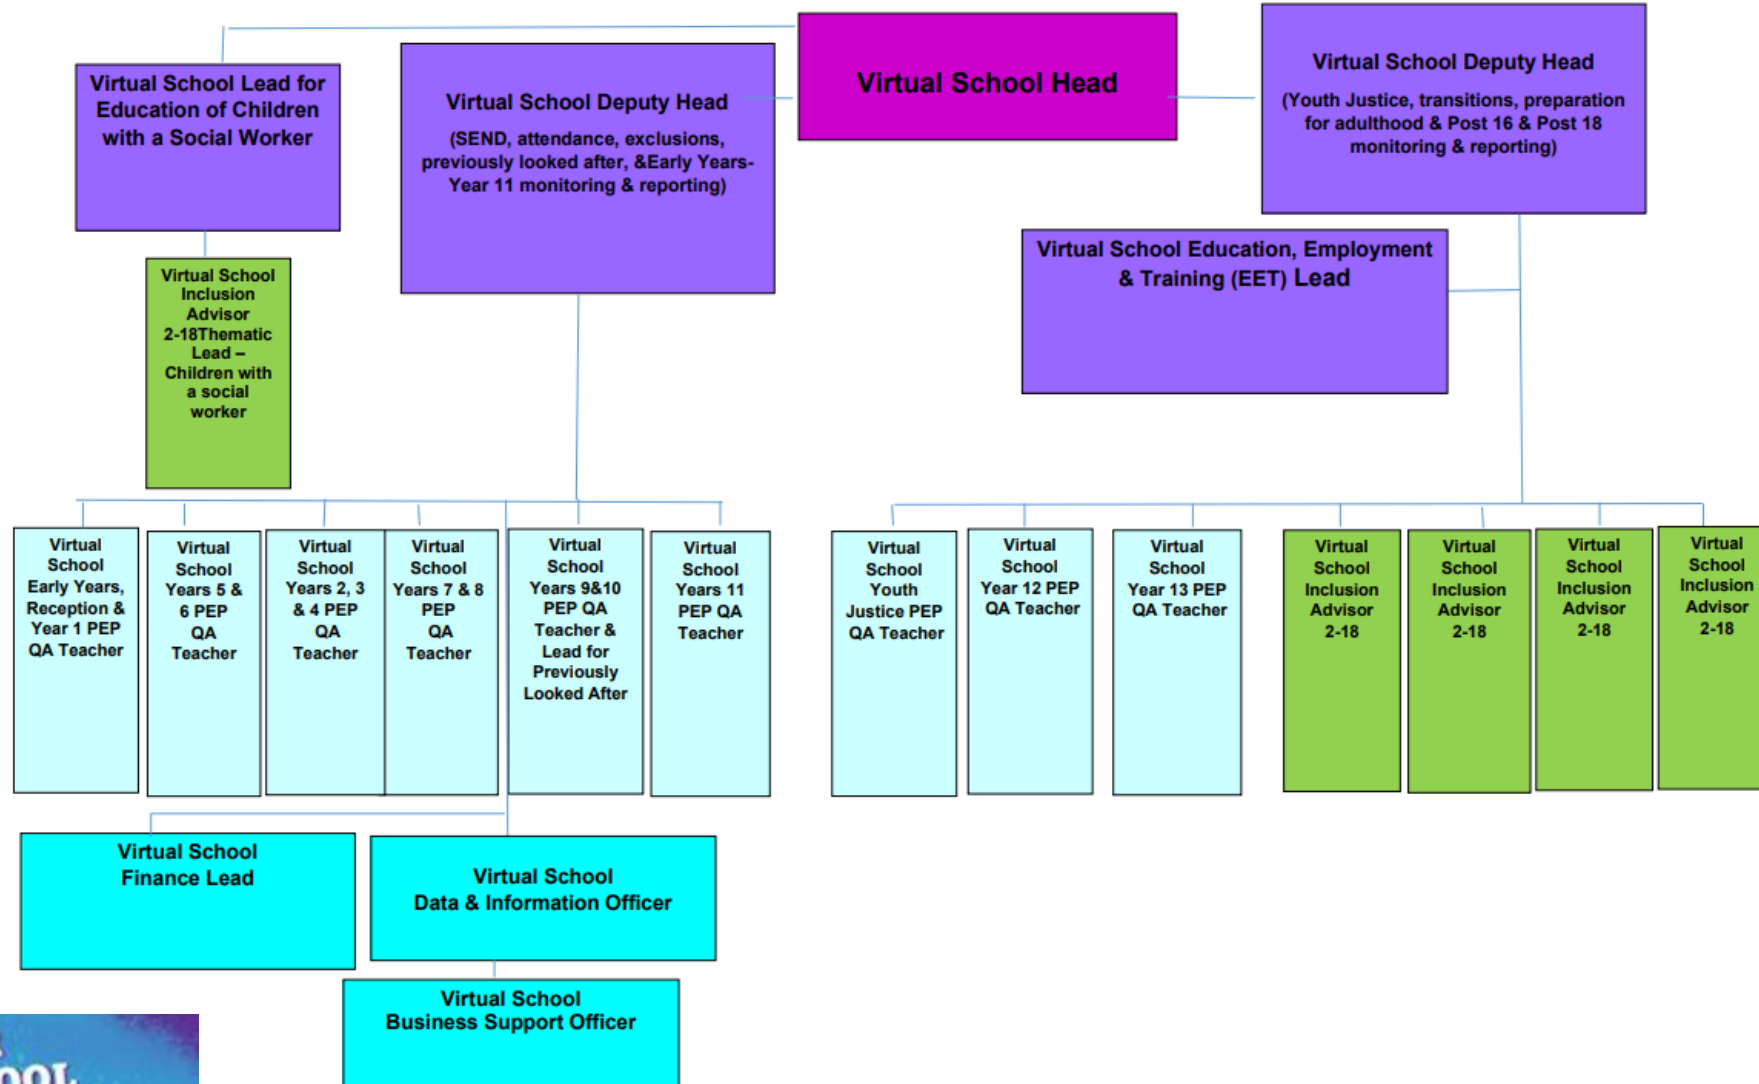 Virtual School Head
Virtual School Lead for
Education of Children
with a Social Worker
Virtual School Deputy Head
(SEND, attendance, exclusions,
previously looked after, &Early Years-
Year 11 monitoring & reporting)
Virtual School Deputy Head
(Youth Justice, transitions, preparation
for adulthood & Post 16 & Post 18
monitoring & reporting)
Virtual School Education, Employment
& Training (EET) Lead
Virtual School
Inclusion
Advisor
2-18Thematic
Lead –
Children with
a social
worker
Virtual
School
Early Years,
Reception &
Year 1 PEP
QA Teacher
Virtual
School
Years 5 &
6 PEP
QA
Teacher
Virtual
School
Years 2, 3
& 4 PEP
QA
Teacher
Virtual
School
Years 7 & 8
PEP
QA
Teacher
Virtual
School
Years 9&10
PEP QA
Teacher &
Lead for
Previously
Looked After
Virtual
School
Years 11
PEP QA
Teacher
Virtual
School
Youth
Justice PEP
QA Teacher
Virtual
School
Year 12 PEP
QA Teacher
Virtual
School
Year 13 PEP
QA Teacher
Virtual
School
Inclusion
Advisor
2-18
Virtual
School
Inclusion
Advisor
2-18
Virtual
School
Inclusion
Advisor
2-18
Virtual
School
Inclusion
Advisor
2-18
Virtual School
Finance Lead
Virtual School
Data & Information Officer
Virtual School
Business Support Officer